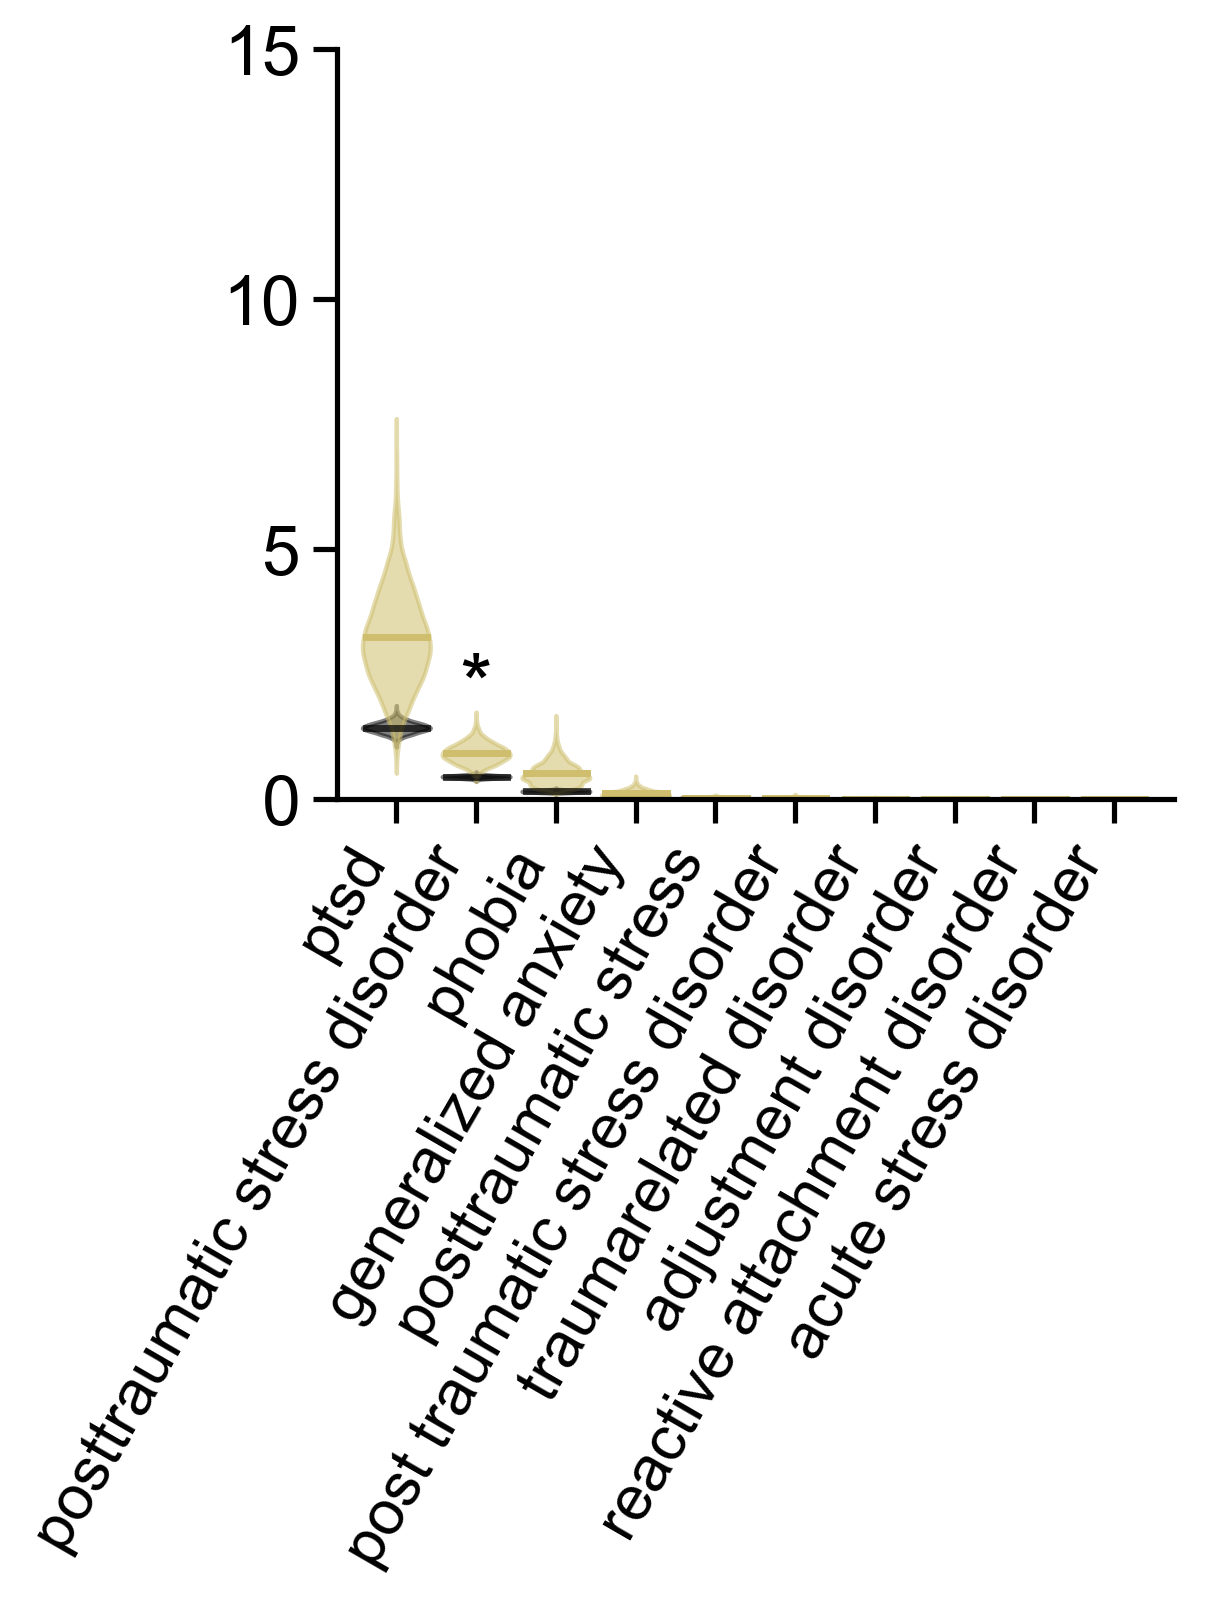 15
10
5
0
*
ptsd
posttraumatic stress disorder
phobia
generalized anxiety
posttraumatic stress
post traumatic stress disorder
traumarelated disorder
adjustment disorder
reactive attachment disorder
acute stress disorder